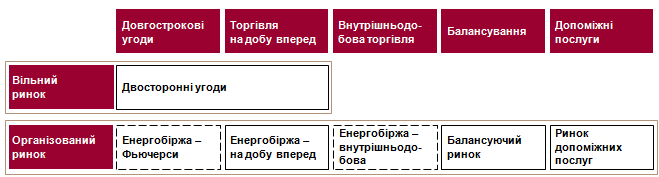 Довгострокові
угоди
Торгівля
на добу вперед
Внутрішньодо-
бова торгівля
Балансування
Допоміжні
послуги
Вільний
ринок
Двосторонні угоди
Організований
ринок
Енергобіржа –
Фьючерси
Енергобіржа –
на добу вперед
Енергобіржа –
внутрішньодо-
бова
Балансуючий
ринок
Ринок
допоміжних
послуг